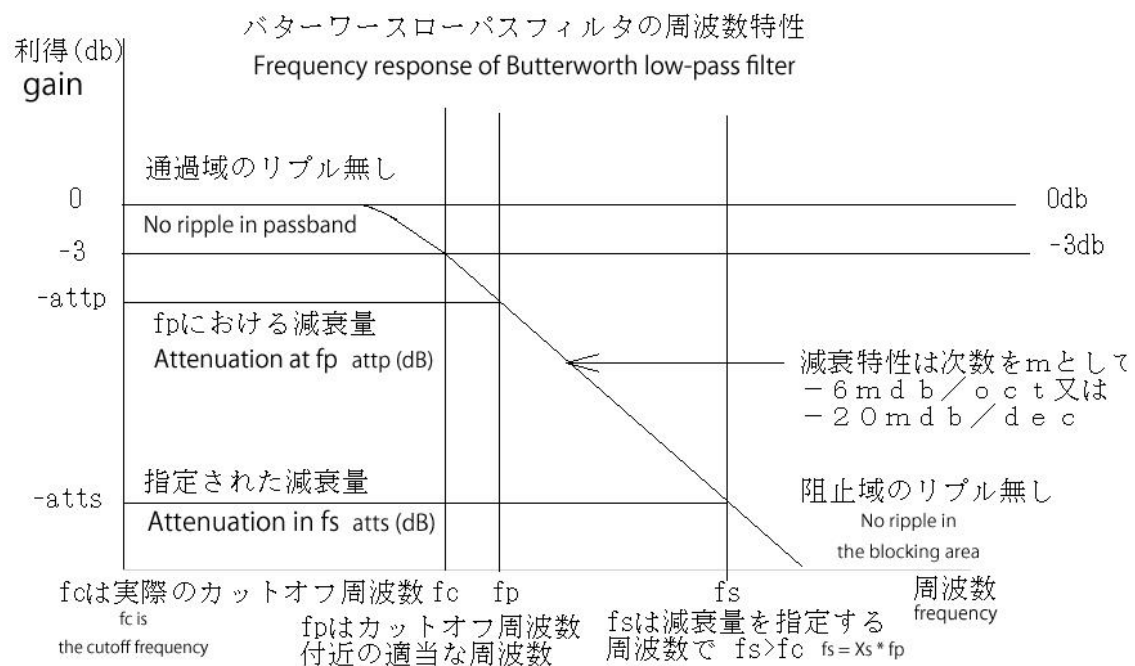 バターワースローパスフィルタの周波数特性
利得(db)
gain
Frequency response of Butterworth low-pass filter
通過域のリプル無し
0
0db
No ripple in passband
-3
-3db
-attp
fpにおける減衰量
Attenuation at fp attp (dB)
減衰特性は次数をmとして
－6mdb／oct又は
－20mdb／dec
指定された減衰量
-atts
阻止域のリプル無し
Attenuation in fs atts (dB)
No ripple in
the blocking area
fcは実際のカットオフ周波数 fc fp fs 周波数
fc is
the cutoff frequency
frequency
fpはカットオフ周波数
付近の適当な周波数
fsは減衰量を指定する
周波数で fs>fc fs = Xs * fp